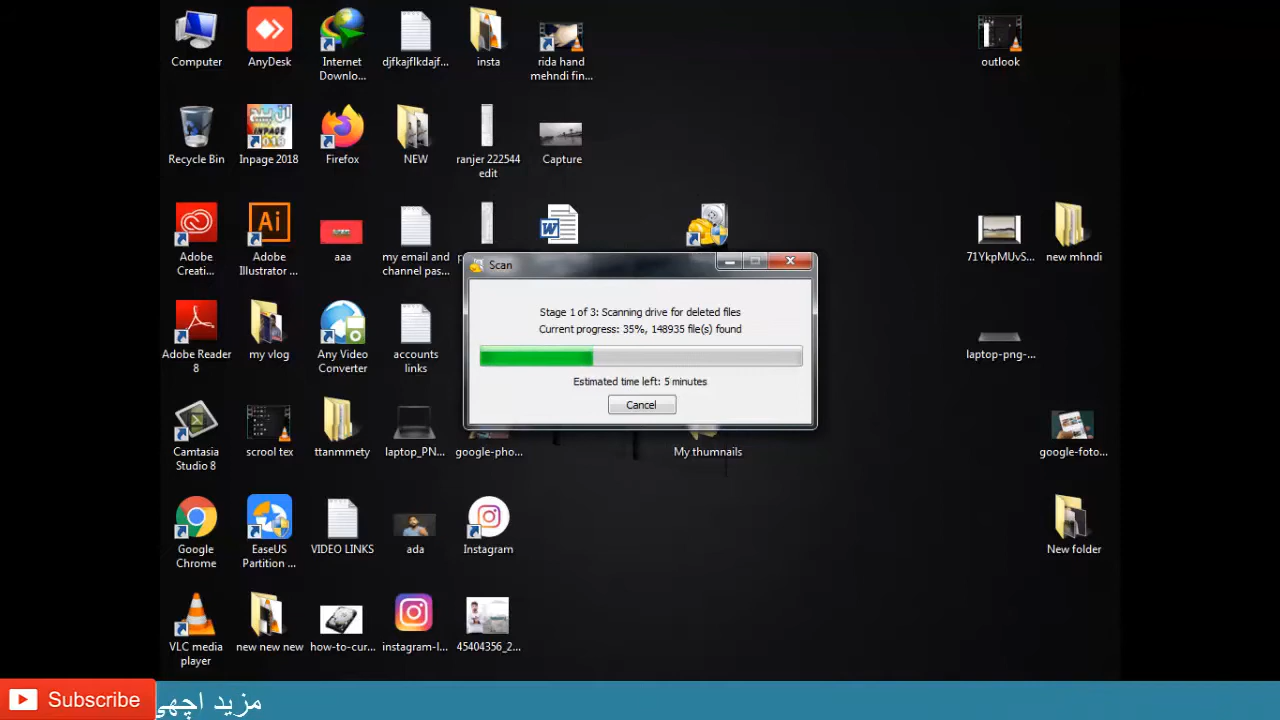 Computer
AnyDesk
Internet
Downlo...
djfkajflkdajf...
insta
rida hand
mehndi fin...
outlook
Recycle Bin
Inpage 2018
Firefox
NEW
ranjer 222544
edit
Capture
Adobe
Creati...
Adobe
Illustrator ...
aaa
my email and
channel pas...
71YkpMUvS...
new mhndi
Scan
Stage 1 of 3: Scanning drive for deleted files
Current progress: 35%, 148935 file(s) found
Estimated time left: 5 minutes
Cancel
Adobe Reader
8
my vlog
Any Video
Converter
accounts
links
laptop-png-...
Camtasia
Studio 8
scrool tex
ttanmmety
laptop_PN...
google-pho...
My thumnails
google-foto...
Google
Chrome
EaseUS
Partition ...
VIDEO LINKS
ada
Instagram
New folder
VLC media
player
new new new
how-to-cur...
instagram-l...
45404356_2...
Subscribe
مزید اچھی